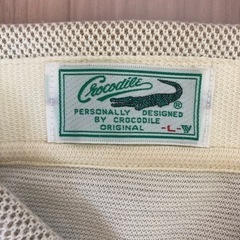 Crocodile ®
PERSONALLY DESIGNED
BY CROCODILE
ORIGINAL -L-W